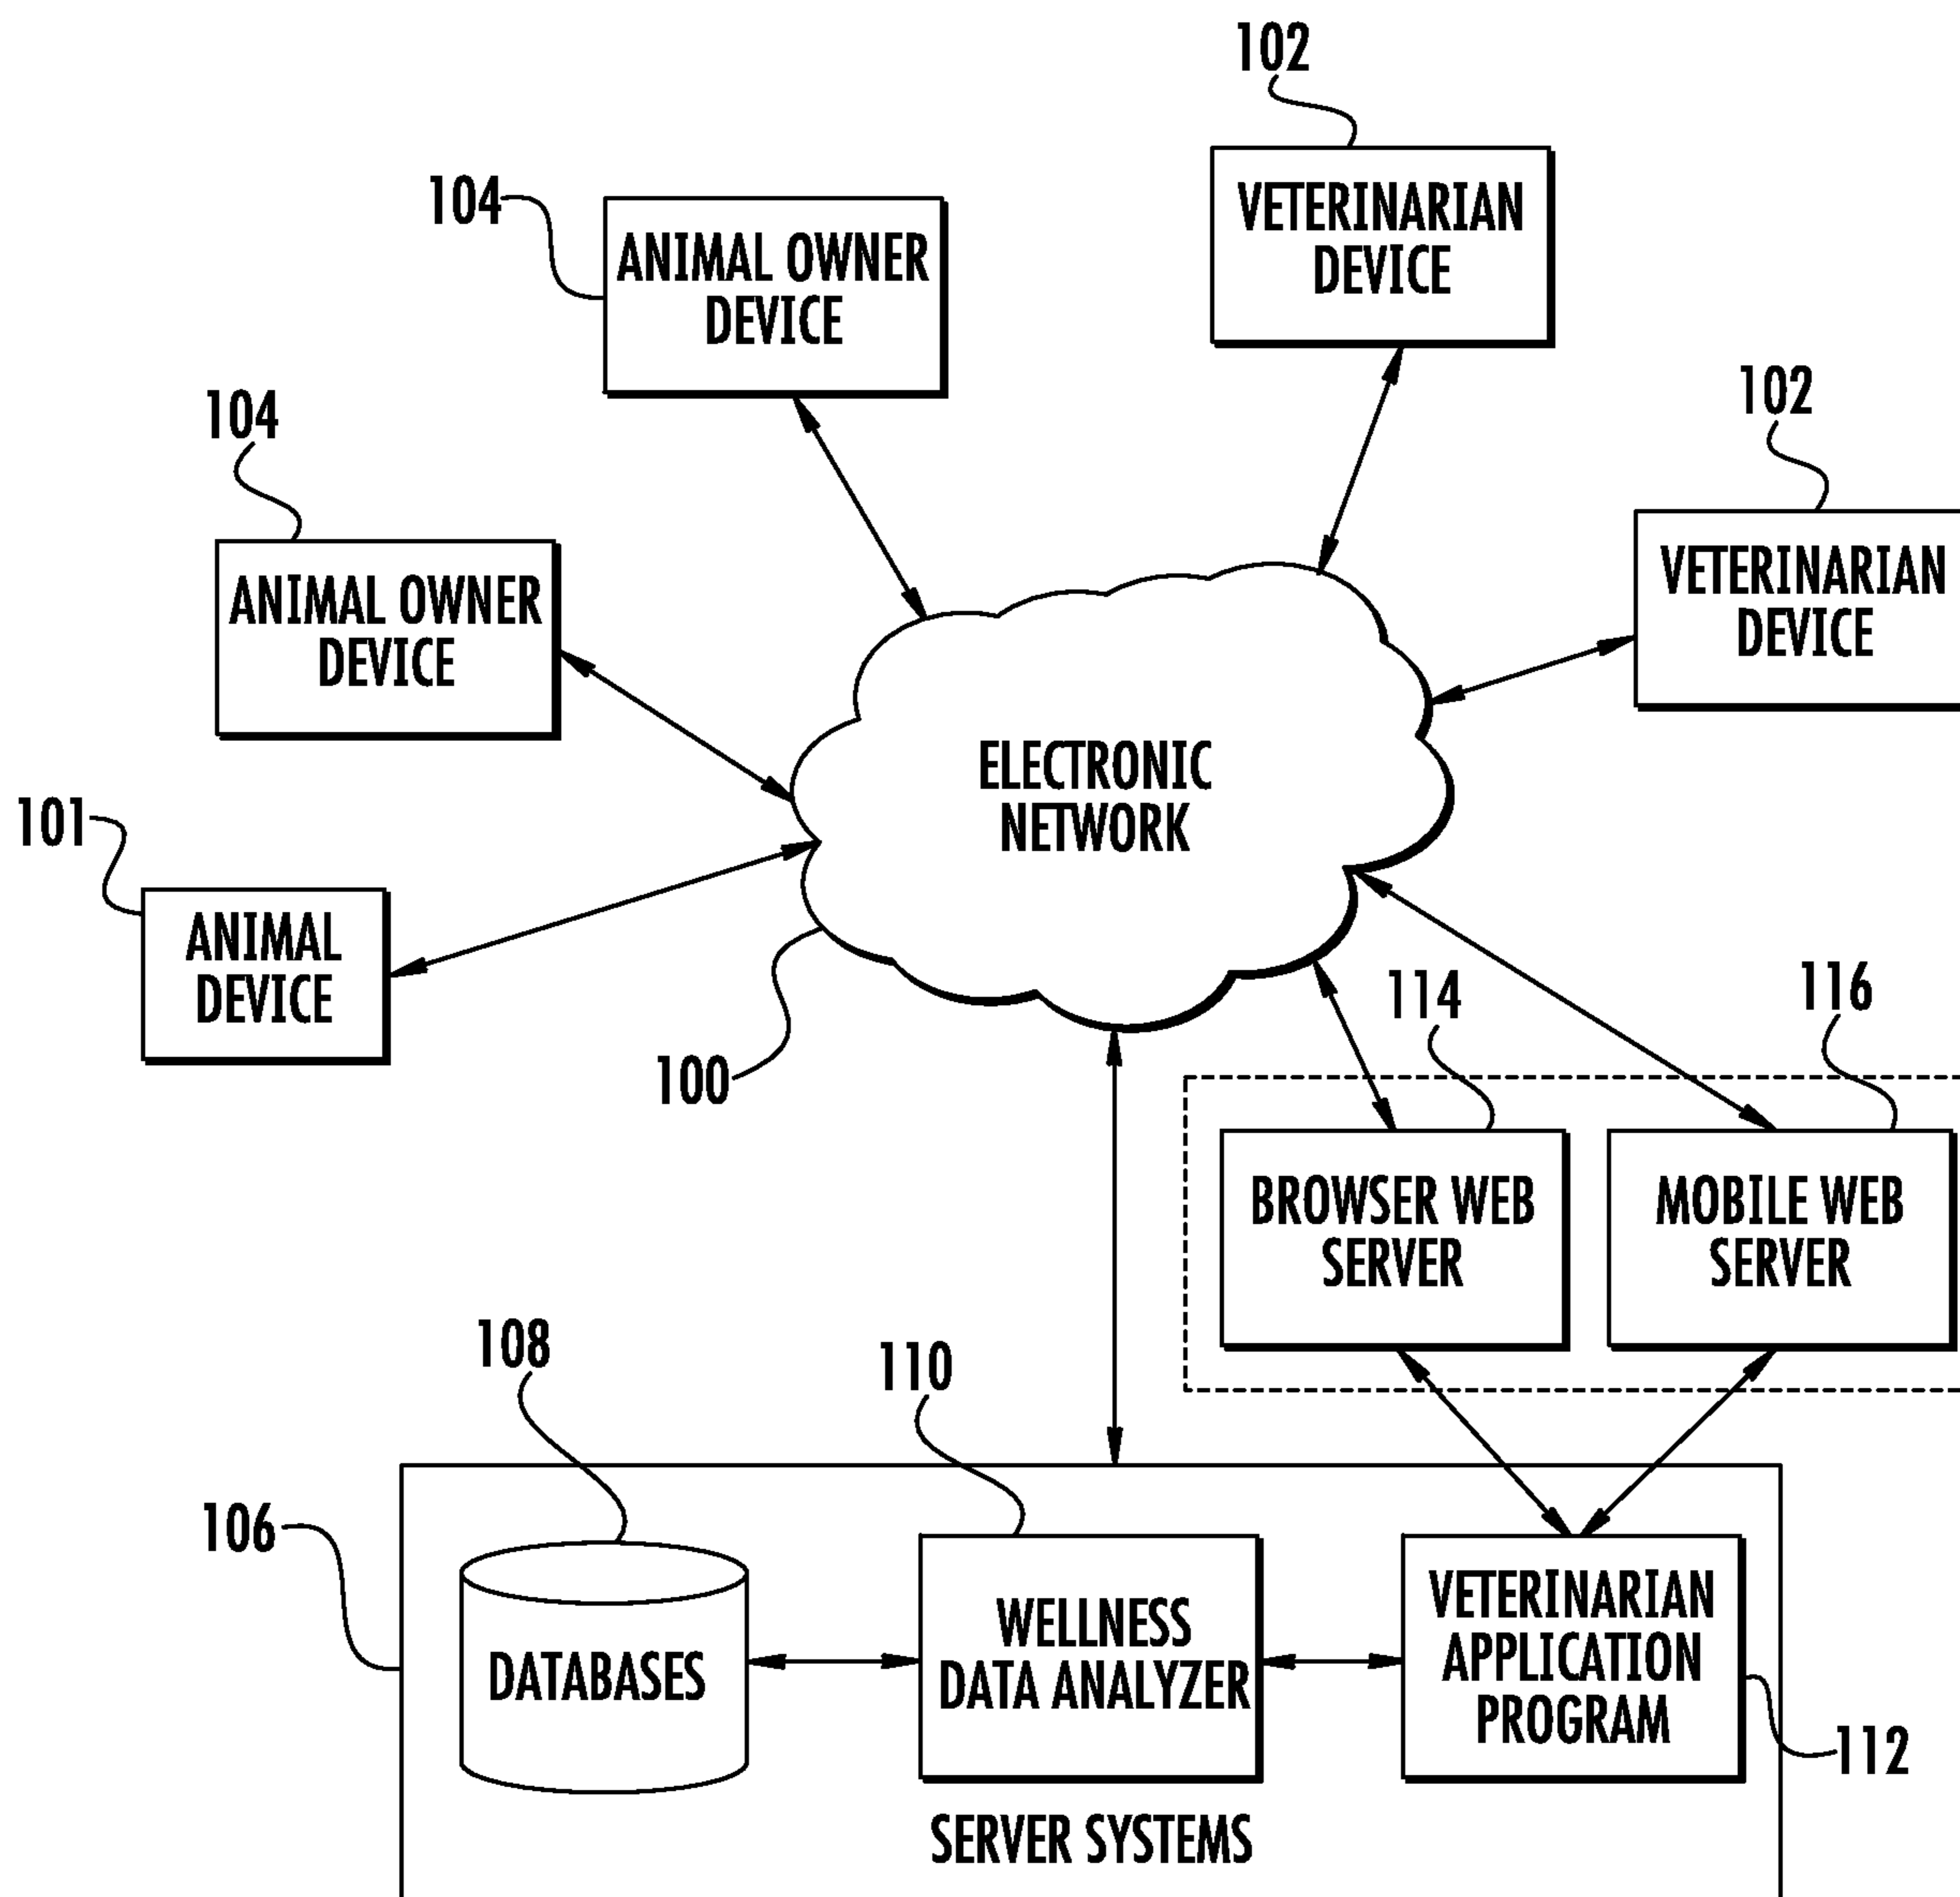 102
104
VETERINARIAN
DEVICE
ANIMAL OWNER
DEVICE
102
104
VETERINARIAN
DEVICE
ANIMAL OWNER
DEVICE
ELECTRONIC
NETWORK
101
ANIMAL
DEVICE
100
114
116
BROWSER WEB
SERVER
MOBILE WEB
SERVER
108
110
106
DATABASES
WELLNESS
DATA ANALYZER
VETERINARIAN
APPLICATION
PROGRAM
112
SERVER SYSTEMS